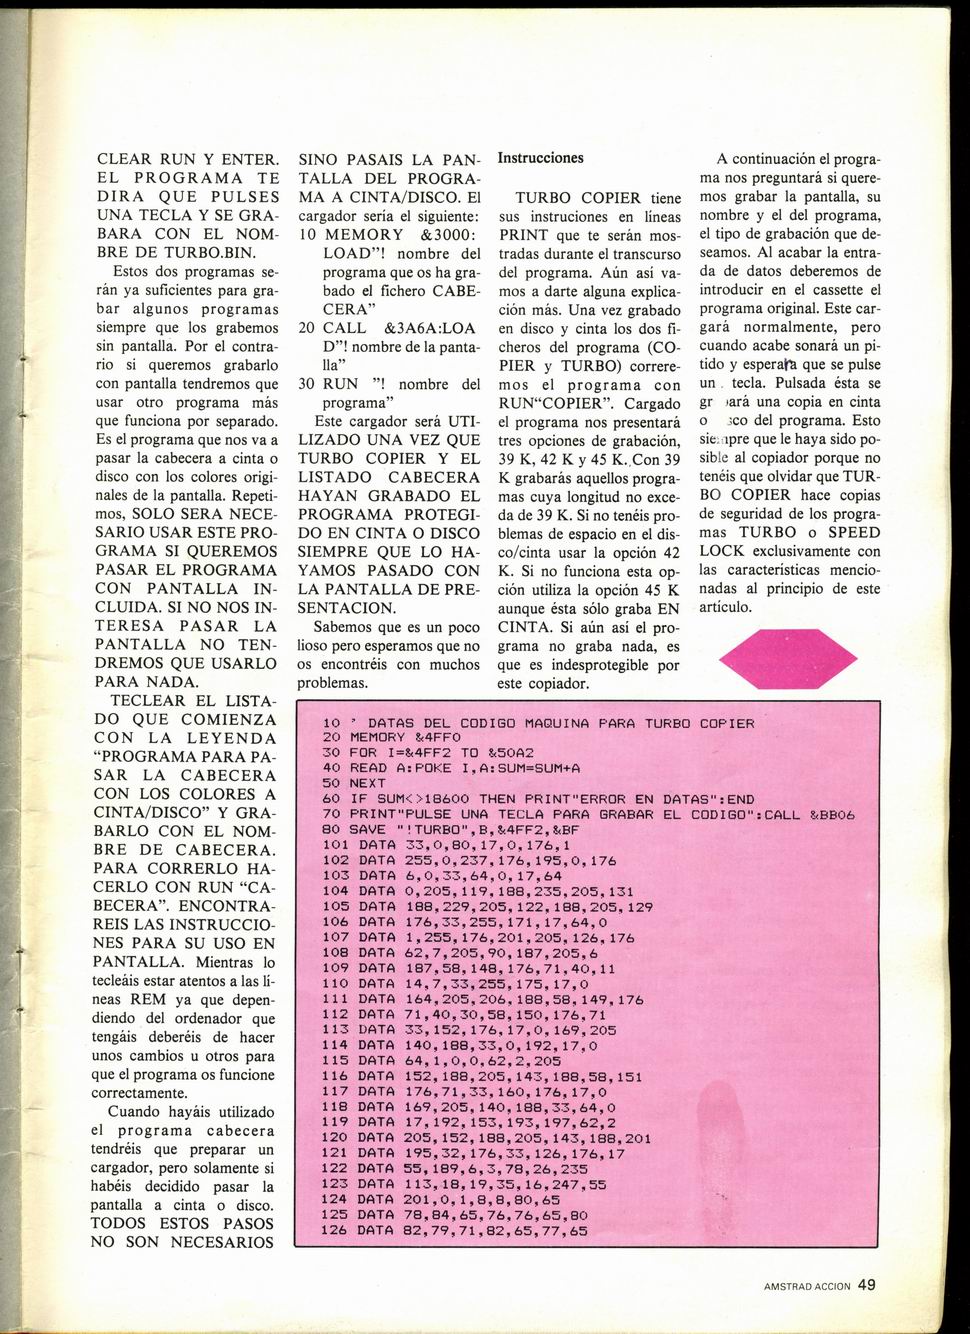 CLEAR RUN Y ENTER.
EL PROGRAMA TE
DIRA QUE PULSES
UNA TECLA Y SE GRA-
BARA CON EL NOM-
BRE DE TURBO.BIN.
Estos dos programas se-
rán ya suficientes para gra-
bar algunos programas
siempre que los grabemos
sin pantalla. Por el contra-
rio si queremos grabarlo
con pantalla tendremos que
usar otro programa más
que funciona por separado.
Es el programa que nos va a
pasar la cabecera a cinta o
disco con los colores origi-
nales de la pantalla. Repeti-
mos, SOLO SERA NECE-
SARIO USAR ESTE PRO-
GRAMA SI QUEREMOS
PASAR EL PROGRAMA
CON PANTALLA IN-
CLUIDA. SI NO NOS IN-
TERESA PASAR LA
PANTALLA NO TEN-
DREMOS QUE USARLO
PARA NADA.
TECLEAR EL LISTA-
DO QUE COMIENZA
CON LA LEYENDA
“PROGRAMA PARA PA-
SAR LA CABECERA
CON LOS COLORES A
CINTA/DISCO” Y GRA-
BARLO CON EL NOM-
BRE DE CABECERA.
PARA CORRERLO HA-
CERLO CON RUN “CA-
BECERA”. ENCONTRA-
REIS LAS INSTRUCCIO-
NES PARA SU USO EN
PANTALLA. Mientras lo
tecleáis estar atentos a las lí-
neas REM ya que depen-
diendo del ordenador que
tengáis deberéis de hacer
unos cambios u otros para
que el programa os funcione
correctamente.
Cuando hayáis utilizado
el programa cabecera
tendréis que preparar un
cargador, pero solamente si
habéis decidido pasar la
pantalla a cinta o disco.
TODOS ESTOS PASOS
NO SON NECESARIOS
SINO PASAIS LA PAN-
TALLA DEL PROGRA-
MA A CINTA/DISCO. El
cargador sería el siguiente:
10 MEMORY &3000:
LOAD”! nombre del
programa que os ha gra-
bado el fichero CABE-
CERA”
20 CALL &3A6A:LOA
D”! nombre de la panta-
lla”
30 RUN ”! nombre del
programa”
Este cargador será UTI-
LIZADO UNA VEZ QUE
TURBO COPIER Y EL
LISTADO CABECERA
HAYAN GRABADO EL
PROGRAMA PROTEGI-
DO EN CINTA O DISCO
SIEMPRE QUE LO HA-
YAMOS PASADO CON
LA PANTALLA DE PRE-
SENTACION.
Sabemos que es un poco
lioso pero esperamos que no
os encontréis con muchos
problemas.
Instrucciones
TURBO COPIER tiene
sus instruciones en líneas
PRINT que te serán mos-
tradas durante el transcurso
del programa. Aún así va-
mos a darte alguna explica-
ción más. Una vez grabado
en disco y cinta los dos fi-
cheros del programa (CO-
PIER y TURBO) correre-
mos el programa con
RUN“COPIER”. Cargado
el programa nos presentará
tres opciones de grabación,
39 K, 42 K y 45 K. Con 39
K grabarás aquellos progra-
mas cuya longitud no exce-
da de 39 K. Si no tenéis pro-
blemas de espacio en el dis-
co/cinta usar la opción 42
K. Si no funciona esta op-
ción utiliza la opción 45 K
aunque ésta sólo graba EN
CINTA. Si aún así el pro-
grama no graba nada, es
que es indesprotegible por
este copiador.
A continuación el progra-
ma nos preguntará si quere-
mos grabar la pantalla, su
nombre y el del programa,
el tipo de grabación que de-
seamos. Al acabar la entra-
da de datos deberemos de
introducir en el cassette el
programa original. Este car-
gará normalmente, pero
cuando acabe sonará un pi-
tido y esperara que se pulse
un tecla. Pulsada ésta se
una copia en cinta
o del programa. Esto
siempre que le haya sido po-
sible al copiador porque no
tenéis que olvidar que TUR-
BO COPIER hace copias
de seguridad de los progra-
mas TURBO o SPEED
LOCK exclusivamente con
las características mencio-
nadas al principio de este
artículo.
10 ' DATAS DEL CODIGO MAQUINA PARA TURBO COPIER
20 MEMORY &4FF0
30 FOR I=&4FF2 TO &50A2
40 READ A:POKE I,A:SUM=SUM+A
50 NEXT
60 IF SUM<>18600 THEN PRINT"ERROR EN DATAS":END
70 PRINT"PULSE UNA TECLA PARA GRABAR EL CODIGO":CALL &BB06
80 SAVE "!TURBO",B,&4FF2,&BF
101 DATA 33,0,80,17,0,176,1
102 DATA 255,0,237,176,195,0,176
103 DATA 6,0,33,64,0,17,64
104 DATA 0,205,119,188,235,205,131
105 DATA 188,229,205,122,188,205,129
106 DATA 176,33,255,171,17,64,0
107 DATA 1,255,176,201,205,126,176
108 DATA 62,7,205,90,187,205,6
109 DATA 187,58,148,176,71,40,11
110 DATA 14,7,33,255,175,17,0
111 DATA 164,205,206,188,58,149,176
112 DATA 71,40,30,58,150,176,71
113 DATA 33,152,176,17,0,169,205
114 DATA 140,188,33,0,192,17,0
115 DATA 64,1,0,0,62,2,205
116 DATA 152,188,205,143,188,58,151
117 DATA 176,71,33,160,176,17,0
118 DATA 169,205,140,188,33,64,0
119 DATA 17,192,153,193,197,62,2
120 DATA 205,152,188,205,143,188,201
121 DATA 195,32,176,33,126,176,17
122 DATA 55,189,6,3,78,26,235
123 DATA 113,18,19,35,16,247,55
124 DATA 201,0,1,8,8,80,65
125 DATA 78,84,65,76,76,65,80
126 DATA 82,79,71,82,65,77,65
AMSTRAD ACCION 49